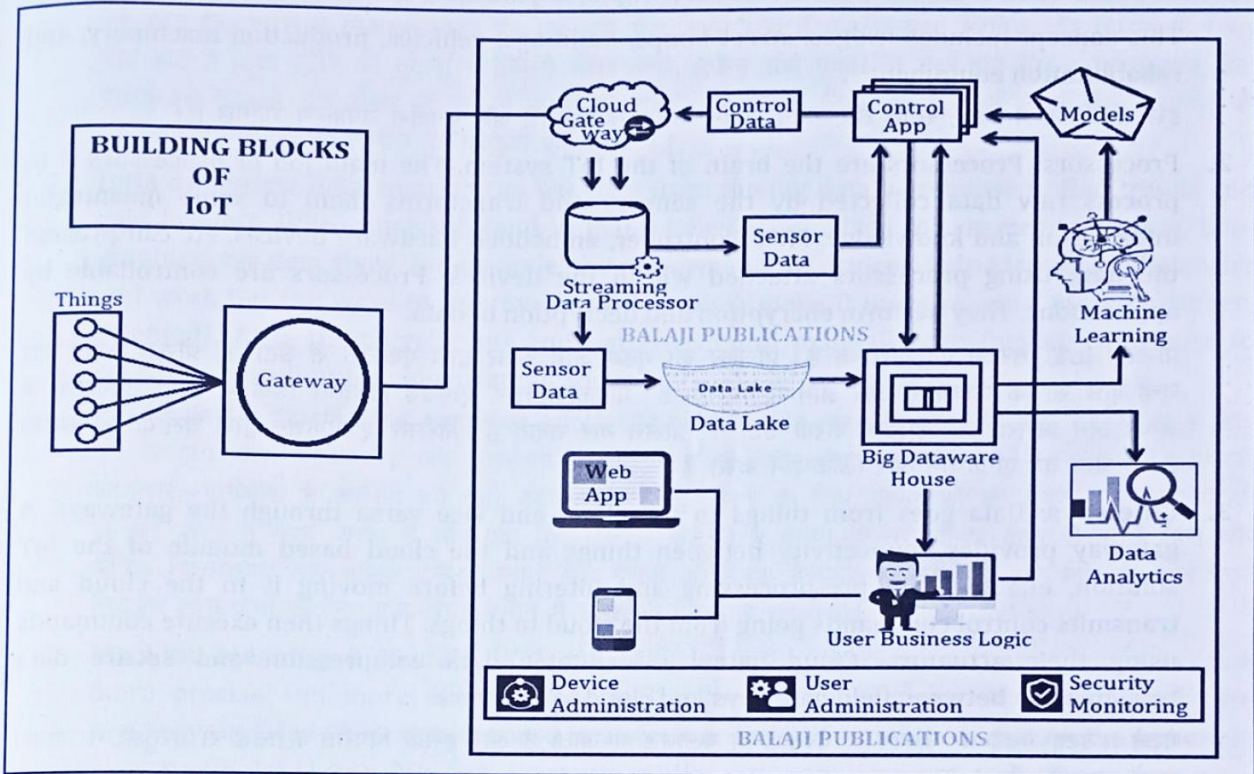 BUILDING BLOCKS
OF
IoT
Things
Gateway
Cloud
Gate
way
Control
Data
Control
App
Models
Streaming
Data Processor
Sensor
Data
Machine
Learning
BALAJI PUBLICATIONS
Sensor
Data
Data Lake
Data Lake
Big Dataware
House
Web
App
Data
Analytics
User Business Logic
Device
Administration
User
Administration
Security
Monitoring
BALAJI PUBLICATIONS